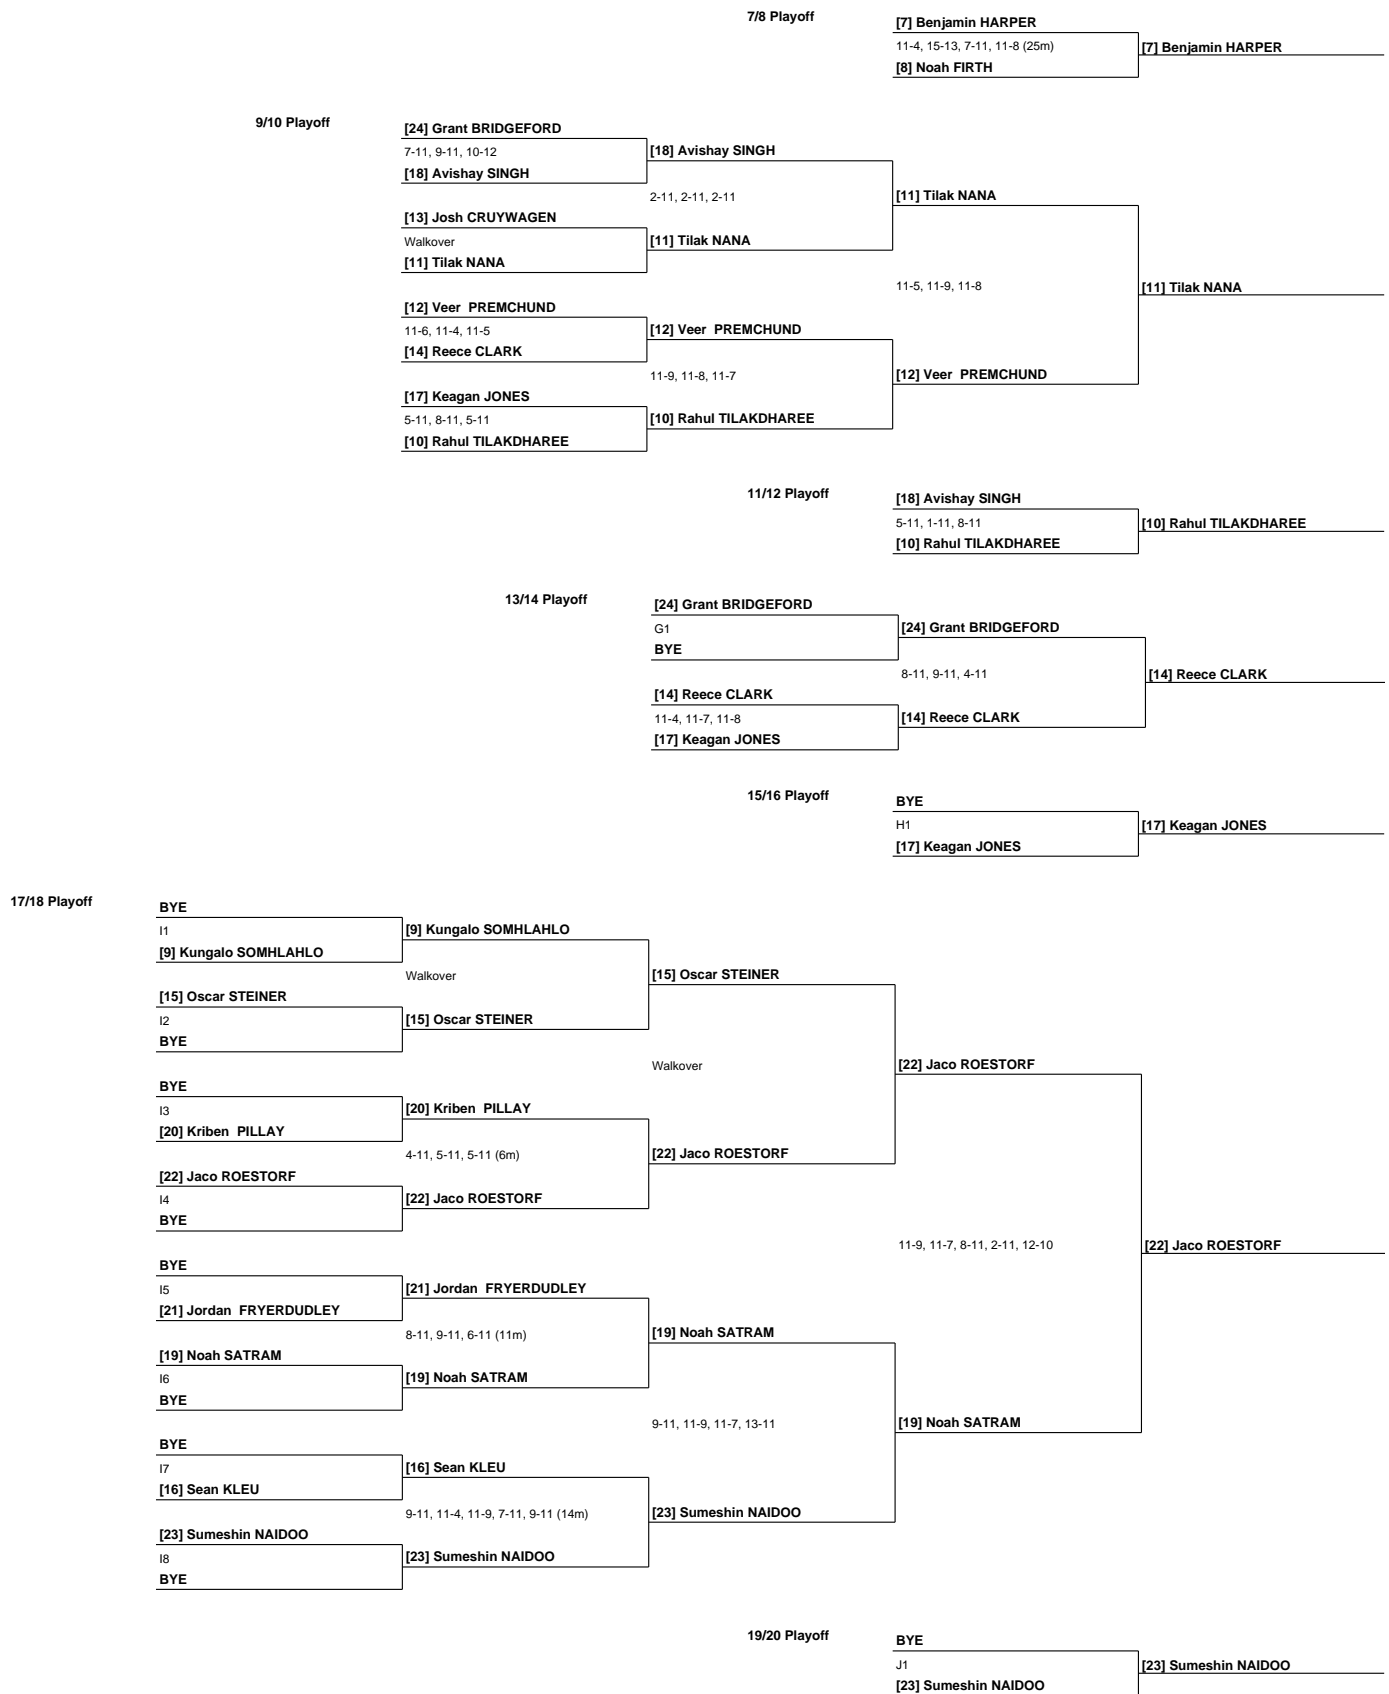 7/8 Playoff
[7] Benjamin HARPER
11-4, 15-13, 7-11, 11-8 (25m)
[7] Benjamin HARPER
[8] Noah FIRTH
9/10 Playoff
[24] Grant BRIDGEFORD
7-11, 9-11, 10-12
[18] Avishay SINGH
[18] Avishay SINGH
2-11, 2-11, 2-11
[11] Tilak NANA
[13] Josh CRUYWAGEN
Walkover
[11] Tilak NANA
[11] Tilak NANA
11-5, 11-9, 11-8
[11] Tilak NANA
[12] Veer PREMCHUND
11-6, 11-4, 11-5
[12] Veer PREMCHUND
[14] Reece CLARK
11-9, 11-8, 11-7
[12] Veer PREMCHUND
[17] Keagan JONES
5-11, 8-11, 5-11
[10] Rahul TILAKDHAREE
[10] Rahul TILAKDHAREE
11/12 Playoff
[18] Avishay SINGH
5-11, 1-11, 8-11
[10] Rahul TILAKDHAREE
[10] Rahul TILAKDHAREE
13/14 Playoff
[24] Grant BRIDGEFORD
G1
[24] Grant BRIDGEFORD
BYE
8-11, 9-11, 4-11
[14] Reece CLARK
[14] Reece CLARK
11-4, 11-7, 11-8
[14] Reece CLARK
[17] Keagan JONES
15/16 Playoff
BYE
H1
[17] Keagan JONES
[17] Keagan JONES
17/18 Playoff
BYE
I1
[9] Kungalo SOMHLAHLO
[9] Kungalo SOMHLAHLO
Walkover
[15] Oscar STEINER
[15] Oscar STEINER
I2
[15] Oscar STEINER
BYE
Walkover
[22] Jaco ROESTORF
BYE
I3
[20] Kriben PILLAY
[20] Kriben PILLAY
4-11, 5-11, 5-11 (6m)
[22] Jaco ROESTORF
[22] Jaco ROESTORF
I4
[22] Jaco ROESTORF
BYE
11-9, 11-7, 8-11, 2-11, 12-10
[22] Jaco ROESTORF
BYE
I5
[21] Jordan FRYERDUDLEY
[21] Jordan FRYERDUDLEY
8-11, 9-11, 6-11 (11m)
[19] Noah SATRAM
[19] Noah SATRAM
I6
[19] Noah SATRAM
BYE
9-11, 11-9, 11-7, 13-11
[19] Noah SATRAM
BYE
I7
[16] Sean KLEU
[16] Sean KLEU
9-11, 11-4, 11-9, 7-11, 9-11 (14m)
[23] Sumeshin NAIDOO
[23] Sumeshin NAIDOO
I8
[23] Sumeshin NAIDOO
BYE
19/20 Playoff
BYE
J1
[23] Sumeshin NAIDOO
[23] Sumeshin NAIDOO